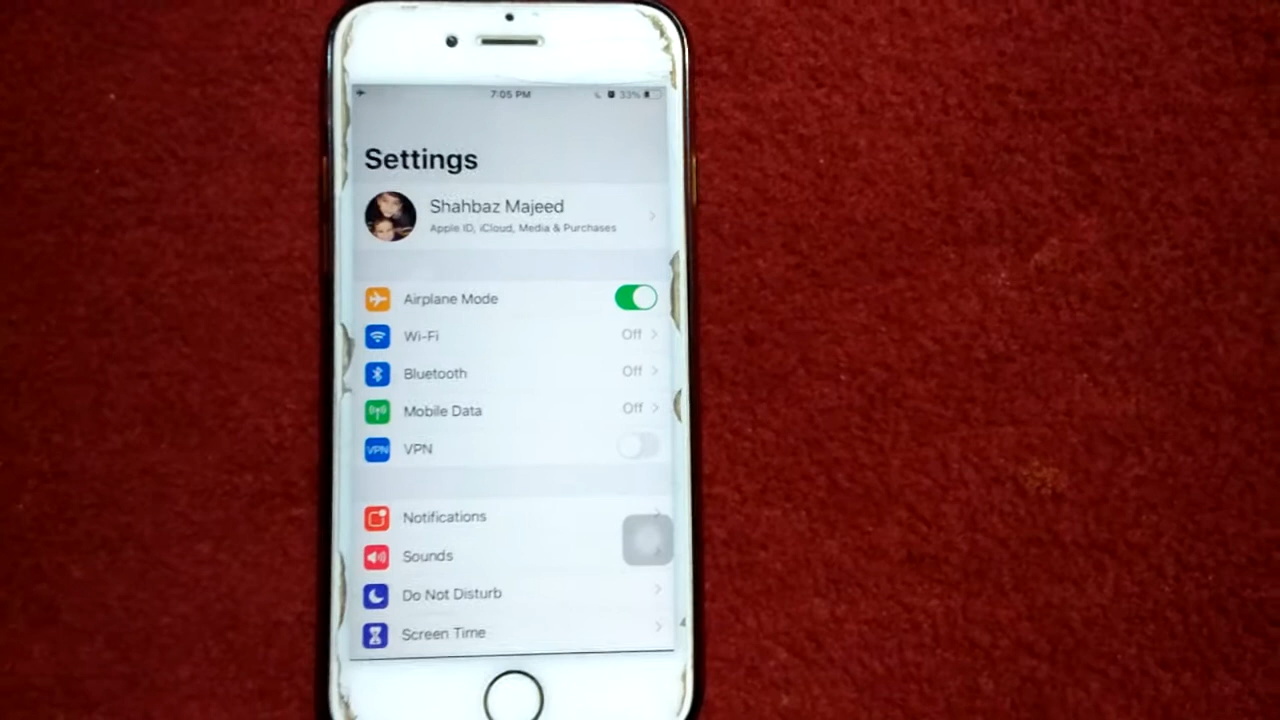 7:05 PM 33%
Settings
Shahbaz Majeed
Apple ID, iCloud, Media & Purchases
Airplane Mode
Wi-Fi Off
Bluetooth Off
Mobile Data Off
VPN VPN
Notifications
Sounds
Do Not Disturb
Screen Time